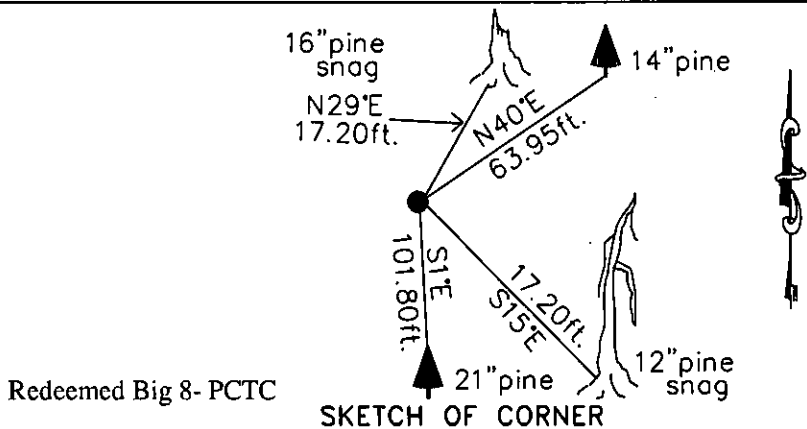 16"pine
snag
14"pine
N29°E
17.20ft.
N40°E
63.95ft.
S1°E
101.80ft.
17.20ft.
S15°E
21"pine
12"pine
snag
Redeemed Big 8- PCTC
SKETCH OF CORNER